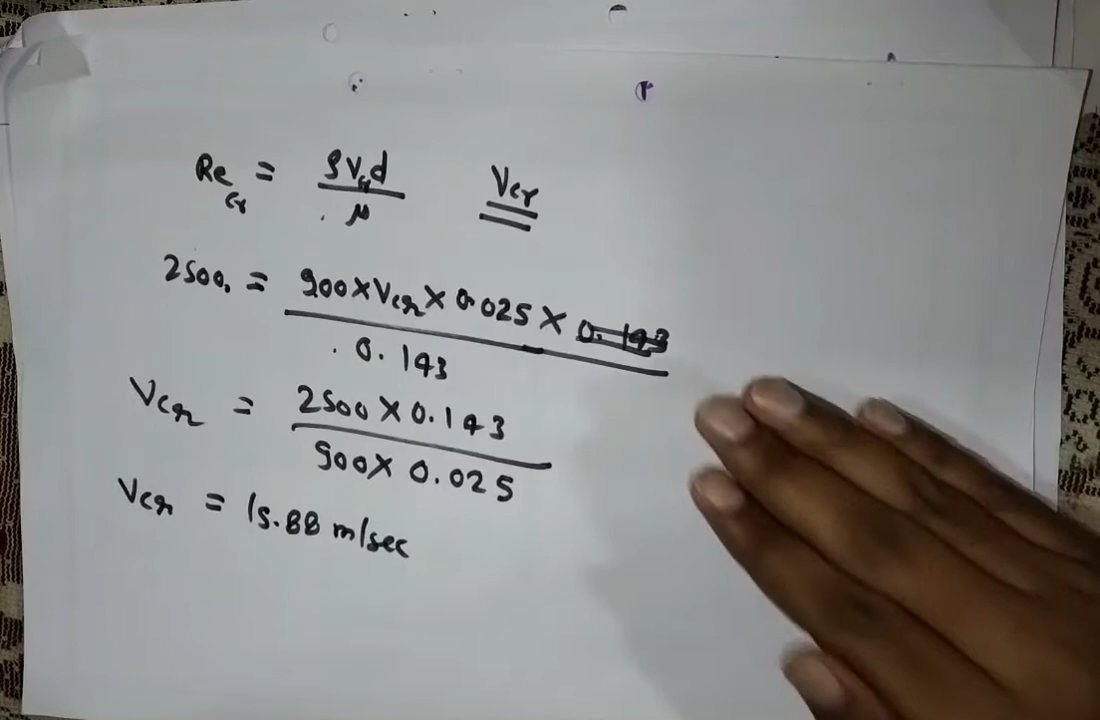 Re cr = ρVcrd / μ    Vcr
2500 = 900 × Vcr × 0.025 × 0.143
0.143
Vcr = 2500 × 0.143
900 × 0.025
Vcr = 15.88 m/sec